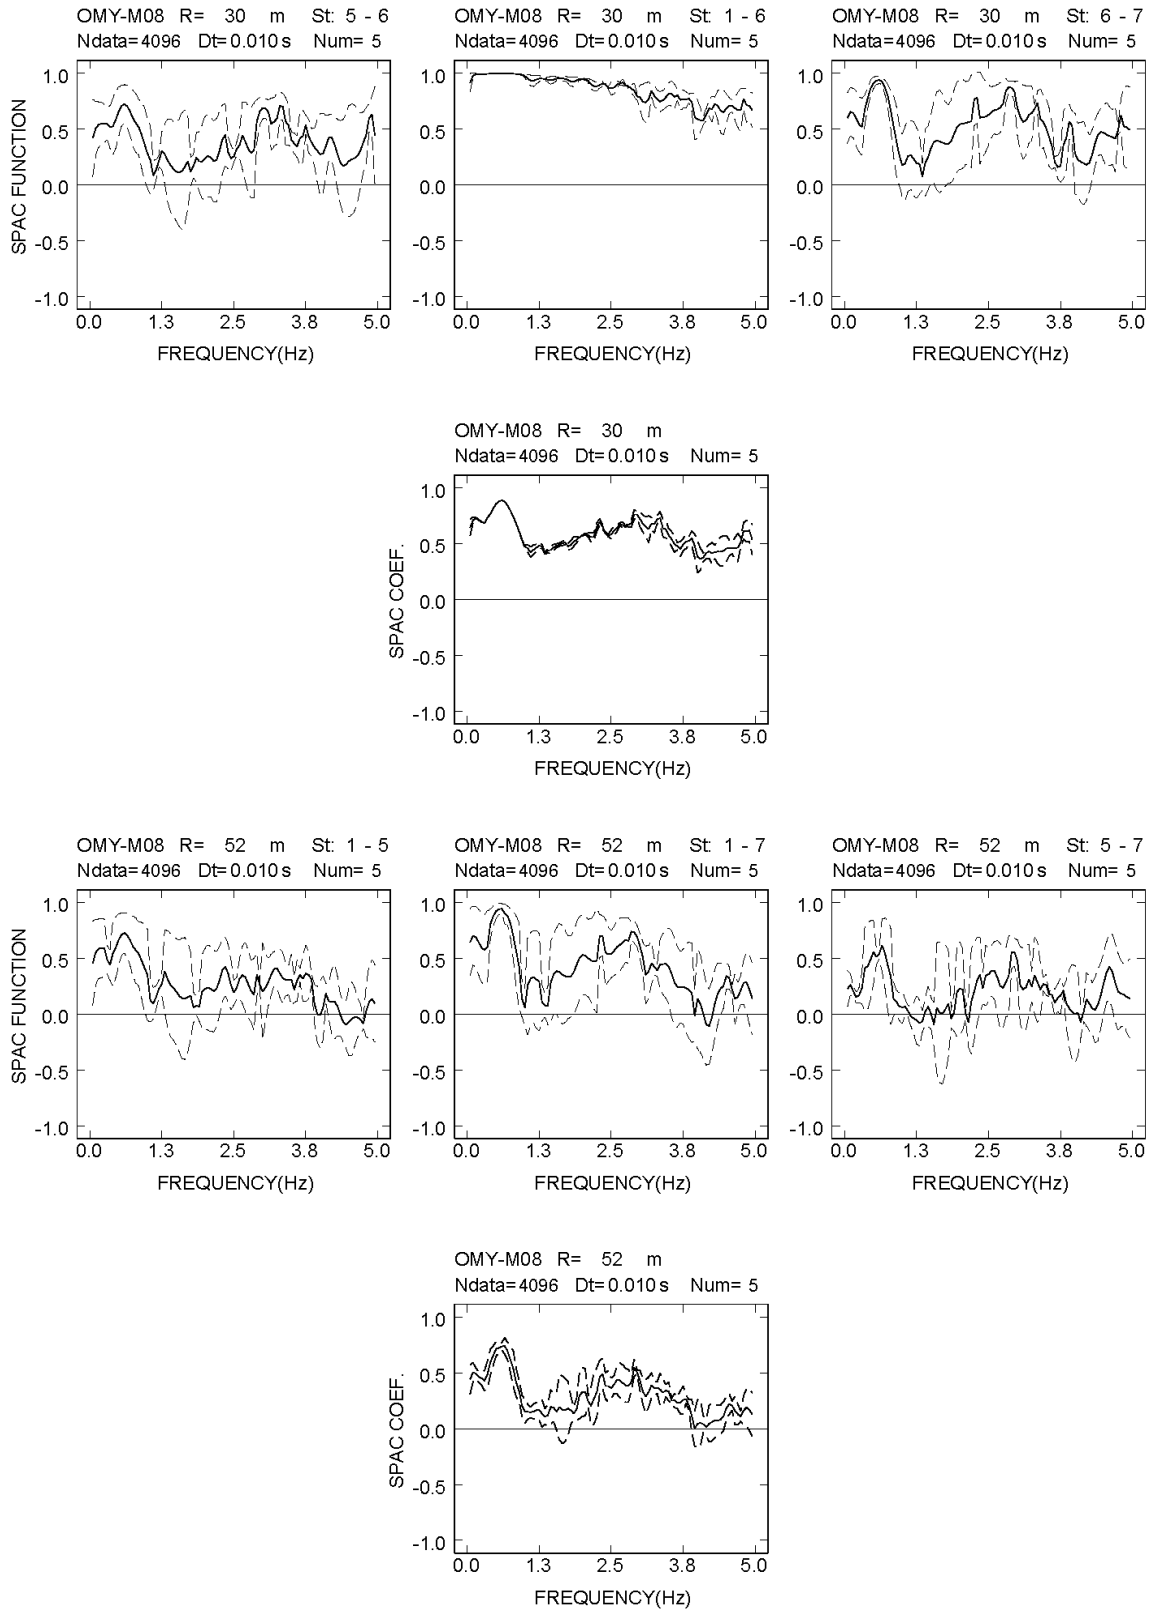 OMY-M08 R= 30 m St: 5 - 6
Ndata=4096 Dt=0.010 s Num= 5
1.0
0.5
0.0
-0.5
-1.0
SPAC FUNCTION
0.0 1.3 2.5 3.8 5.0
FREQUENCY(Hz)
OMY-M08 R= 30 m St: 1 - 6
Ndata=4096 Dt=0.010 s Num= 5
1.0
0.5
0.0
-0.5
-1.0
0.0 1.3 2.5 3.8 5.0
FREQUENCY(Hz)
OMY-M08 R= 30 m St: 6 - 7
Ndata=4096 Dt=0.010 s Num= 5
1.0
0.5
0.0
-0.5
-1.0
0.0 1.3 2.5 3.8 5.0
FREQUENCY(Hz)
OMY-M08 R= 30 m
Ndata=4096 Dt=0.010 s Num= 5
1.0
0.5
0.0
-0.5
-1.0
SPAC COEF.
0.0 1.3 2.5 3.8 5.0
FREQUENCY(Hz)
OMY-M08 R= 52 m St: 1 - 5
Ndata=4096 Dt=0.010 s Num= 5
1.0
0.5
0.0
-0.5
-1.0
SPAC FUNCTION
0.0 1.3 2.5 3.8 5.0
FREQUENCY(Hz)
OMY-M08 R= 52 m St: 1 - 7
Ndata=4096 Dt=0.010 s Num= 5
1.0
0.5
0.0
-0.5
-1.0
0.0 1.3 2.5 3.8 5.0
FREQUENCY(Hz)
OMY-M08 R= 52 m St: 5 - 7
Ndata=4096 Dt=0.010 s Num= 5
1.0
0.5
0.0
-0.5
-1.0
0.0 1.3 2.5 3.8 5.0
FREQUENCY(Hz)
OMY-M08 R= 52 m
Ndata=4096 Dt=0.010 s Num= 5
1.0
0.5
0.0
-0.5
-1.0
SPAC COEF.
0.0 1.3 2.5 3.8 5.0
FREQUENCY(Hz)